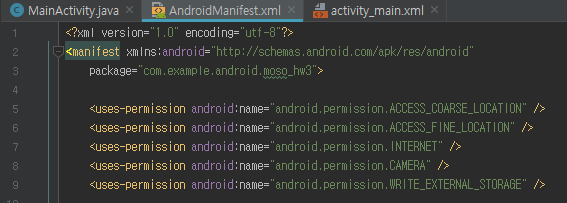 MainActivity.java × AndroidManifest.xml × activity_main.xml ×
1 <?xml version="1.0" encoding="utf-8"?>
2 <manifest xmlns:android="http://schemas.android.com/apk/res/android"
3 package="com.example.android.moso_hw3">
4
5 <uses-permission android:name="android.permission.ACCESS_COARSE_LOCATION" />
6 <uses-permission android:name="android.permission.ACCESS_FINE_LOCATION" />
7 <uses-permission android:name="android.permission.INTERNET" />
8 <uses-permission android:name="android.permission.CAMERA" />
9 <uses-permission android:name="android.permission.WRITE_EXTERNAL_STORAGE" />